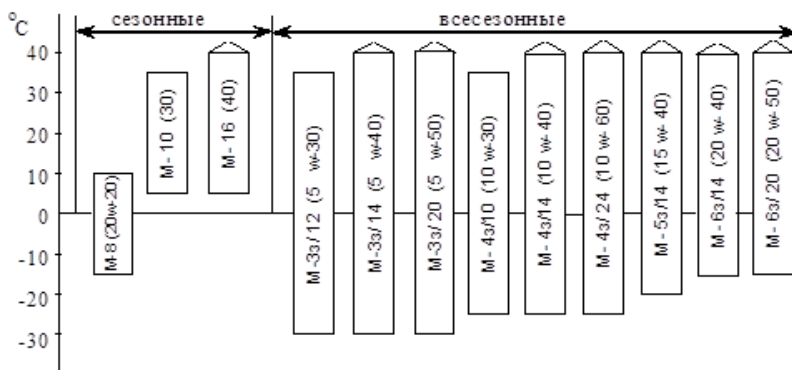 °C
сезонные
всесезонные
40
30
20
10
0
-10
-20
-30
М-8 (20w-20)
М- 10 (30)
М- 16 (40)
М-3з/12 (5 w-30)
М-3з/14 (5 w-40)
М-3з/20 (5 w-50)
М-4з/10 (10 w-30)
М-4з/14 (10 w-40)
М- 4з/24 (10 w-60)
М- 5з/14 (15 w-40)
М- 6з/14 (20 w-40)
М- 6з/20 (20 w-50)